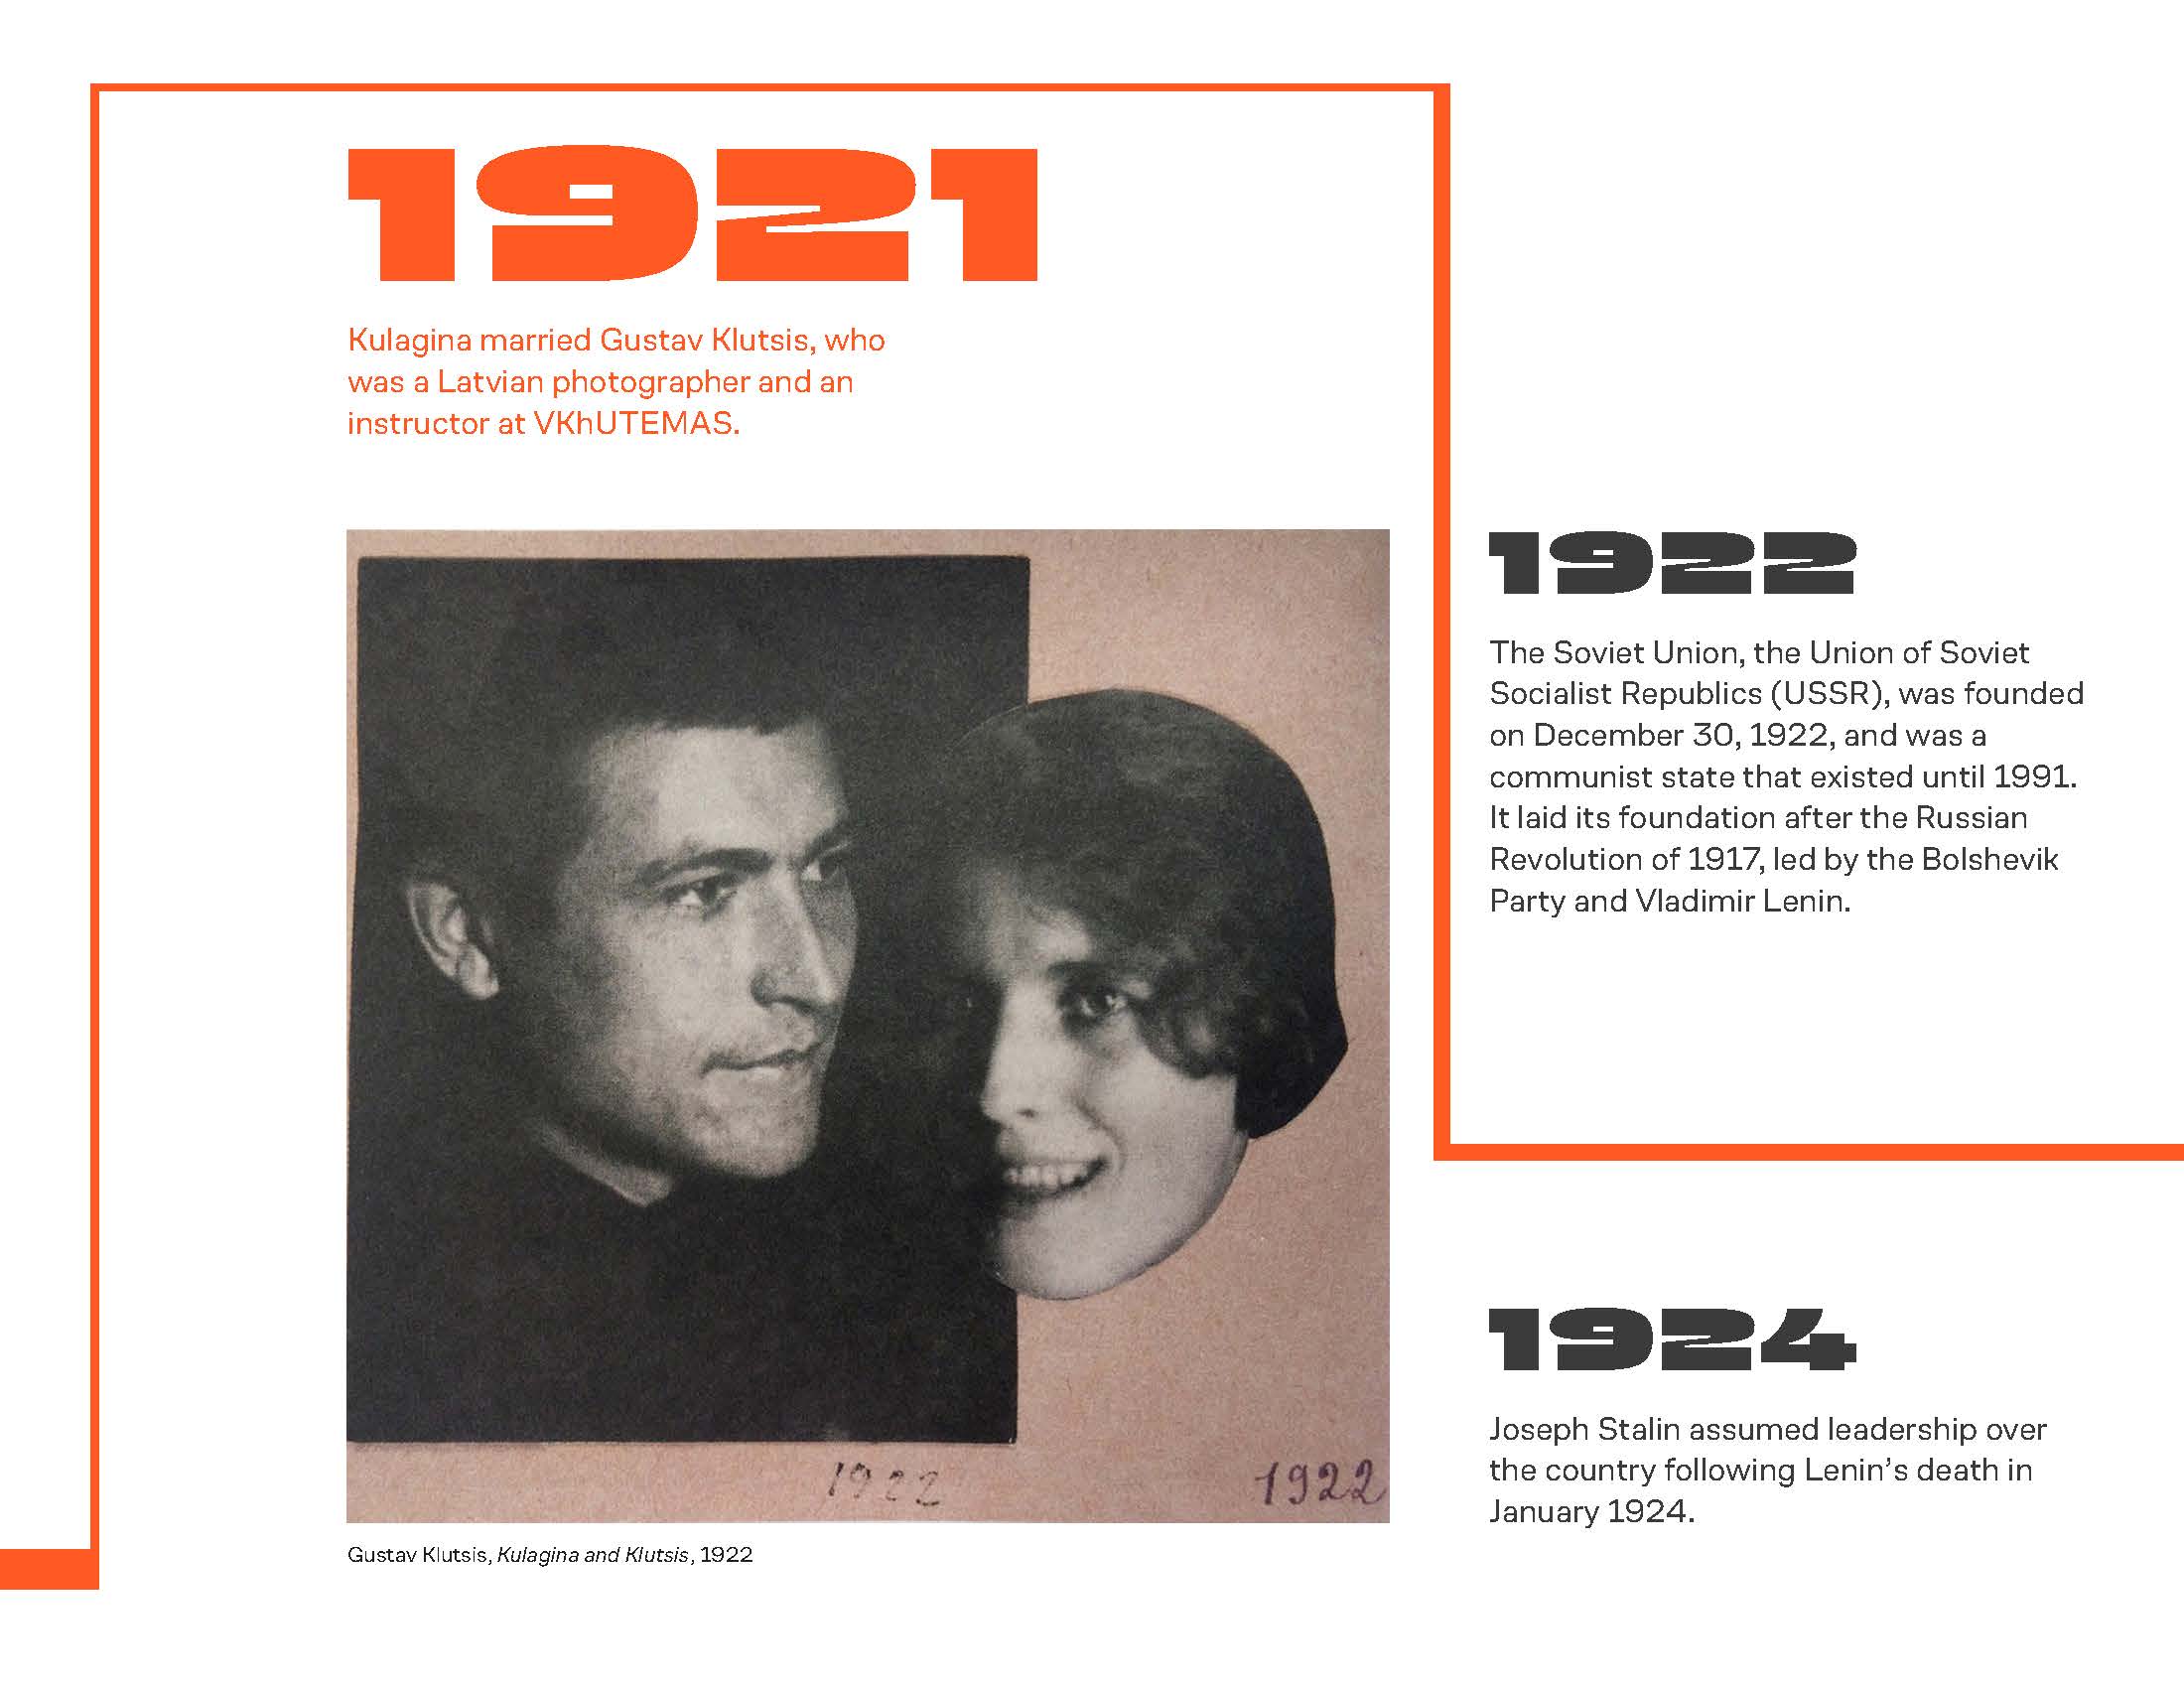 1921
Kulagina married Gustav Klutsis, who
was a Latvian photographer and an
instructor at VKhUTEMAS.
1922
1922
Gustav Klutsis, Kulagina and Klutsis, 1922
1922
The Soviet Union, the Union of Soviet
Socialist Republics (USSR), was founded
on December 30, 1922, and was a
communist state that existed until 1991.
It laid its foundation after the Russian
Revolution of 1917, led by the Bolshevik
Party and Vladimir Lenin.
1924
Joseph Stalin assumed leadership over
the country following Lenin’s death in
January 1924.